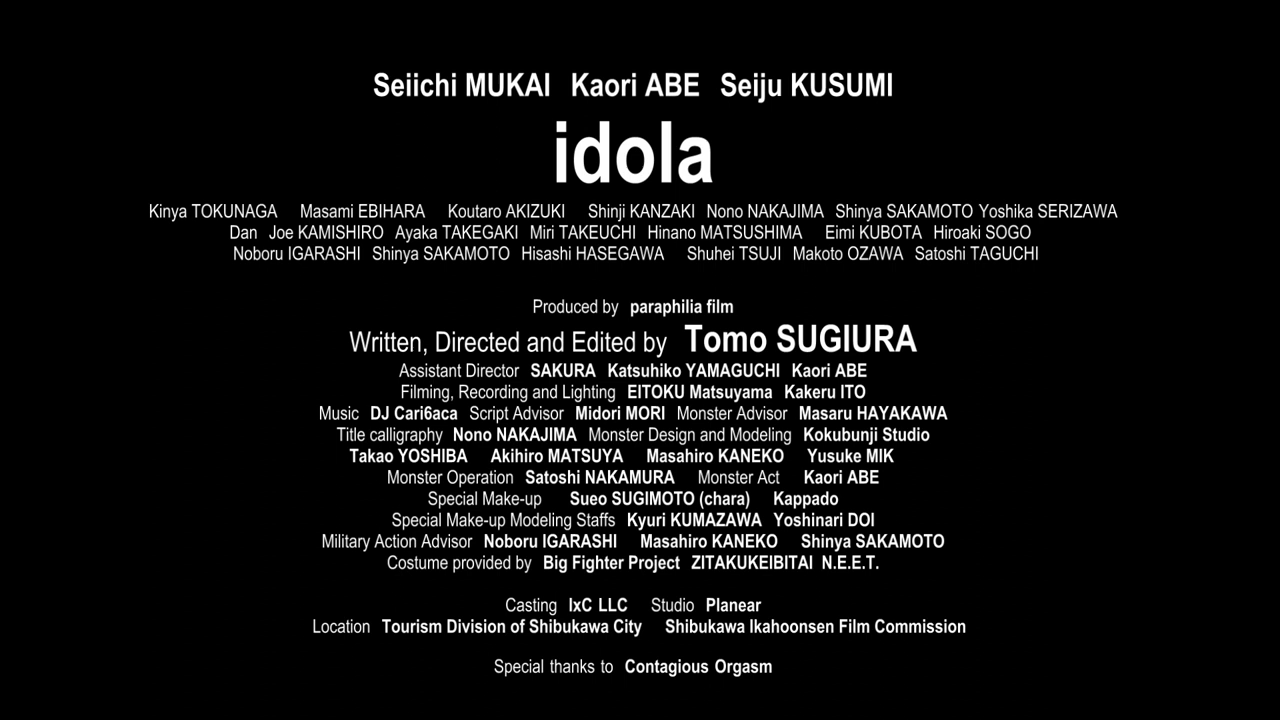 Seiichi MUKAI Kaori ABE Seiju KUSUMI
idola
Kinya TOKUNAGA Masami EBIHARA Koutaro AKIZUKI Shinji KANZAKI Nono NAKAJIMA Shinya SAKAMOTO Yoshika SERIZAWA
Dan Joe KAMISHIRO Ayaka TAKEGAKI Miri TAKEUCHI Hinano MATSUSHIMA Eimi KUBOTA Hiroaki SOGO
Noboru IGARASHI Shinya SAKAMOTO Hisashi HASEGAWA Shuhei TSUJI Makoto OZAWA Satoshi TAGUCHI
Produced by paraphilia film
Written, Directed and Edited by Tomo SUGIURA
Assistant Director SAKURA Katsuhiko YAMAGUCHI Kaori ABE
Filming, Recording and Lighting EITOKU Matsuyama Kakeru ITO
Music DJ Cari6aca Script Advisor Midori MORI Monster Advisor Masaru HAYAKAWA
Title calligraphy Nono NAKAJIMA Monster Design and Modeling Kokubunji Studio
Takao YOSHIBA Akihiro MATSUYA Masahiro KANEKO Yusuke MIK
Monster Operation Satoshi NAKAMURA Monster Act Kaori ABE
Special Make-up Sueo SUGIMOTO (chara) Kappado
Special Make-up Modeling Staffs Kyuri KUMAZAWA Yoshinari DOI
Military Action Advisor Noboru IGARASHI Masahiro KANEKO Shinya SAKAMOTO
Costume provided by Big Fighter Project ZITAKUKEIBITAI N.E.E.T.
Casting IxC LLC Studio Planear
Location Tourism Division of Shibukawa City Shibukawa Ikahoonsen Film Commission
Special thanks to Contagious Orgasm